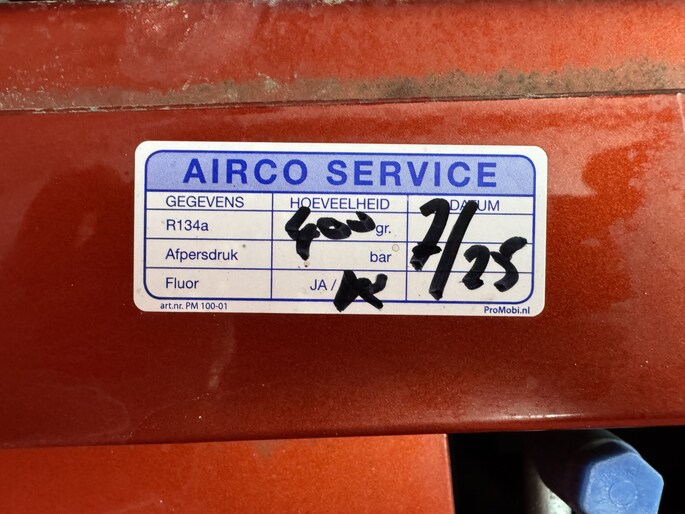 AIRCO SERVICE
GEGEVENS HOEVEELHEID DATUM
R134a 400 gr. 7/25
Afpersdruk bar
Fluor JA /
art.nr. PM 100-01 ProMobi.nl